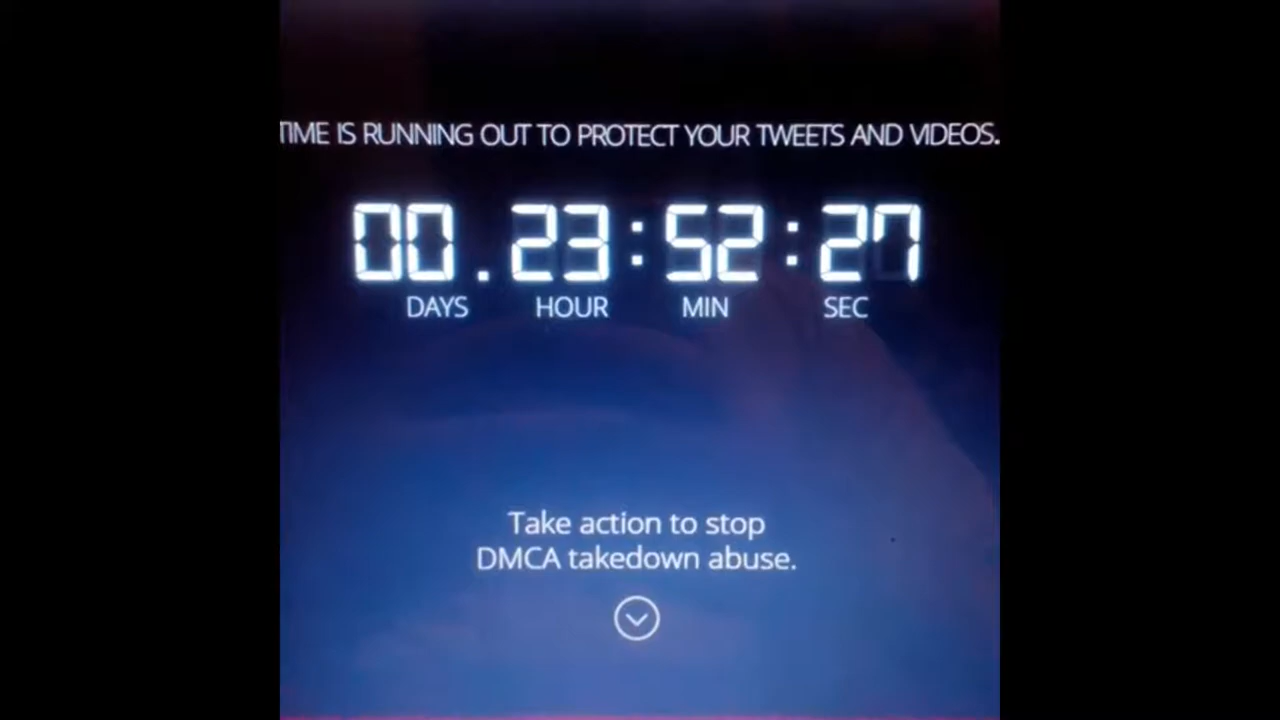 TIME IS RUNNING OUT TO PROTECT YOUR TWEETS AND VIDEOS.
00.23:52:27
DAYS HOUR MIN SEC
Take action to stop
DMCA takedown abuse.